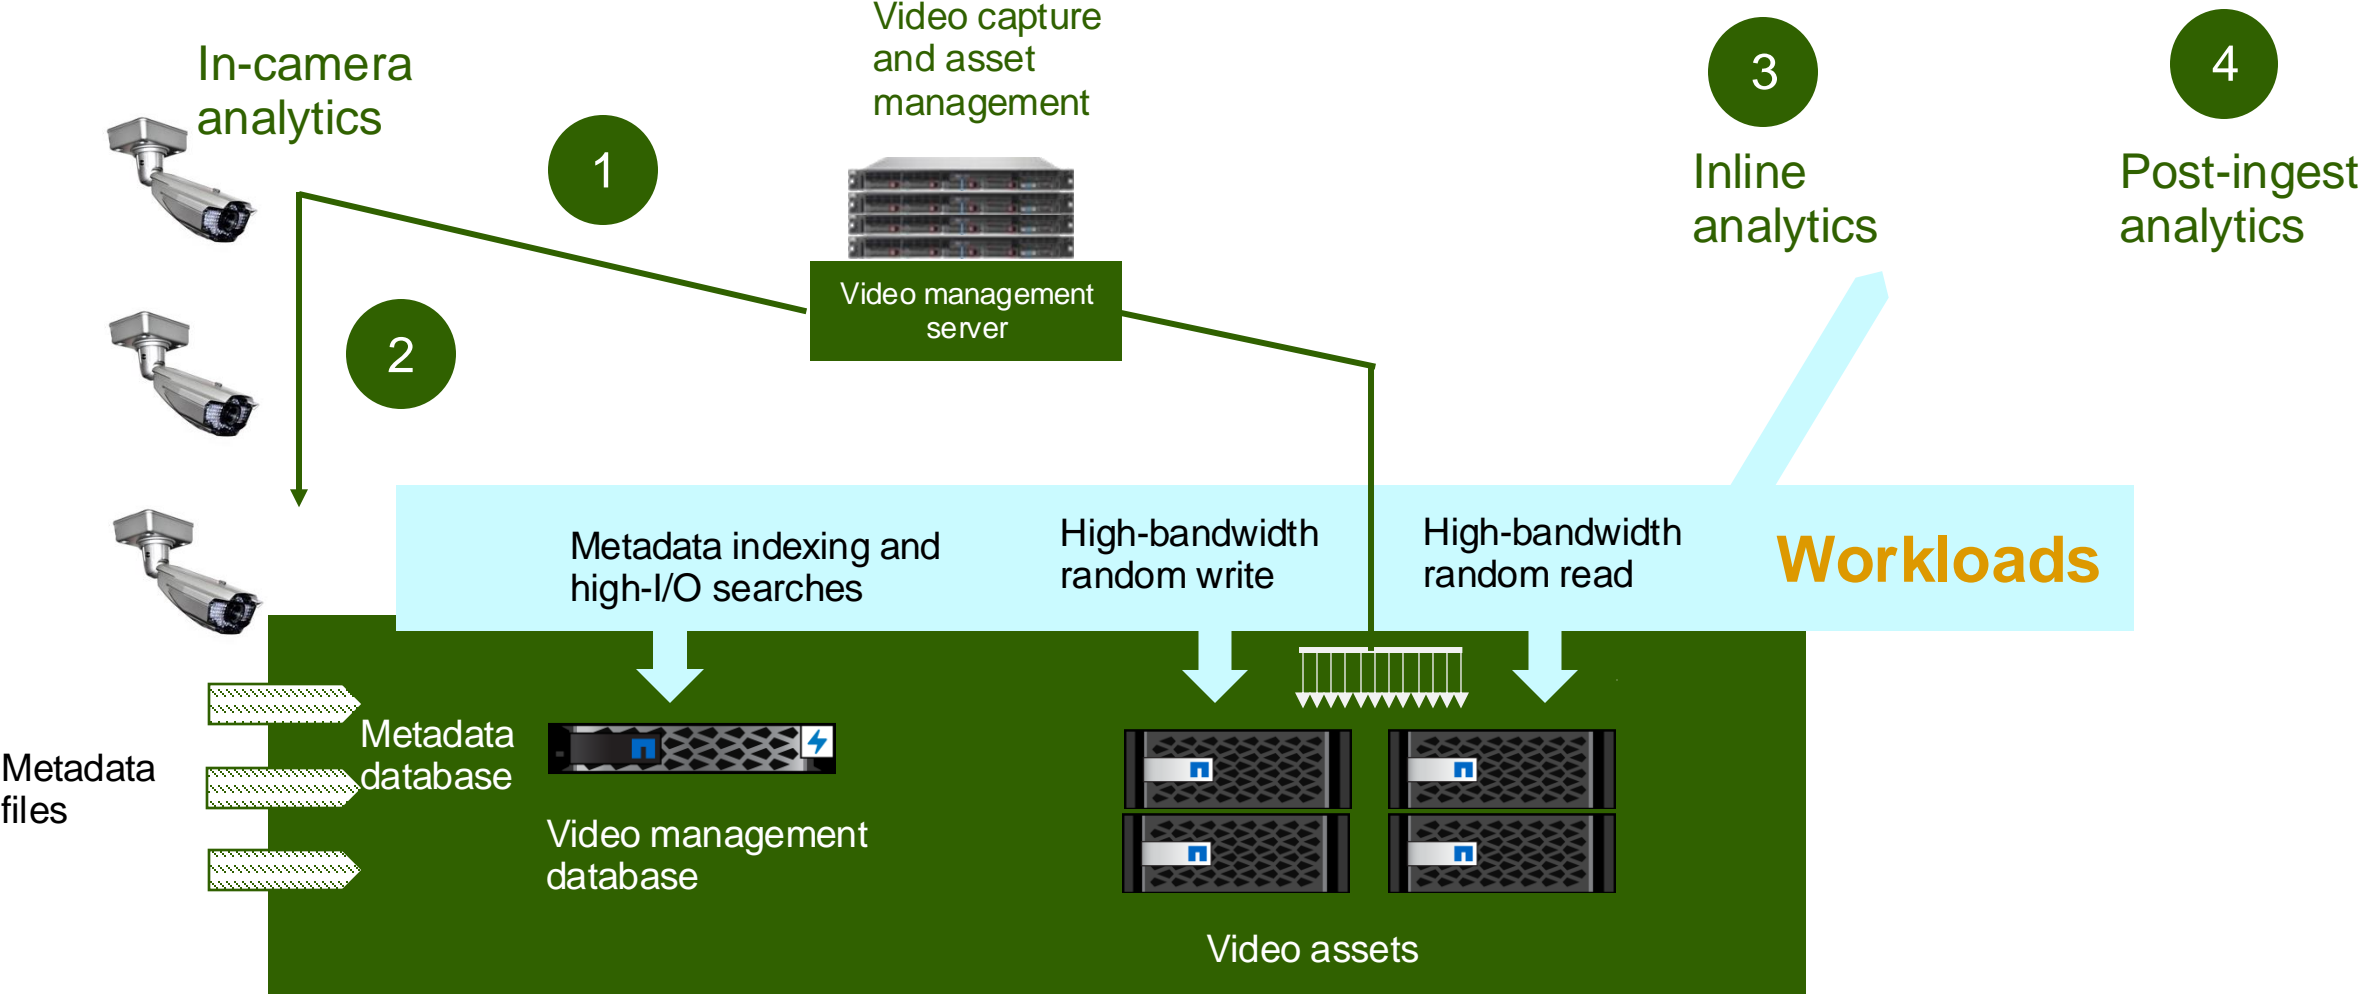 Video capture
and asset
management
In-camera
analytics
1
2
3
4
Inline
analytics
Post-ingest
analytics
Video management
server
Metadata indexing and
high-I/O searches
High-bandwidth
random write
High-bandwidth
random read
Workloads
Metadata
files
Metadata
database
Video management
database
Video assets